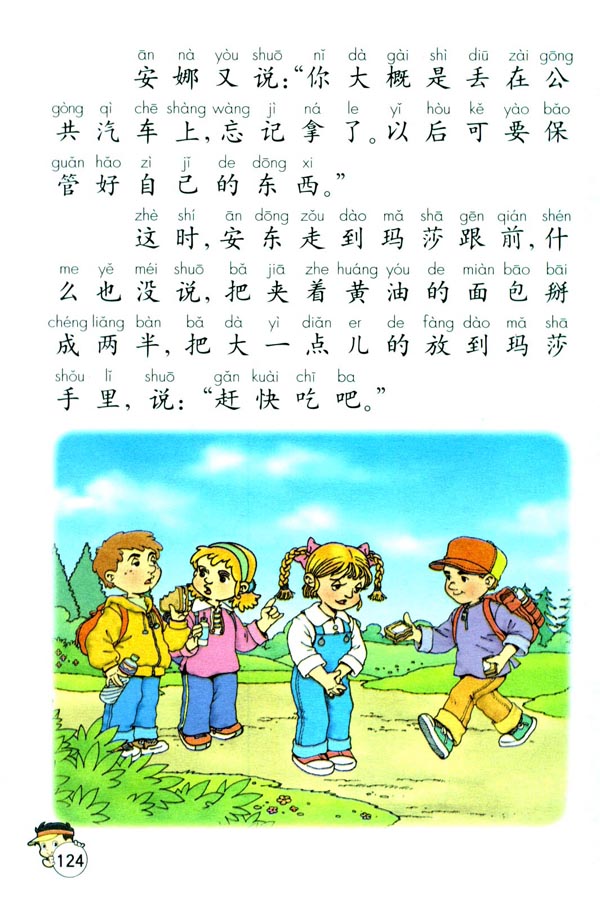 ān nà yòu shuō nǐ dà gài shì diū zài gōng
安娜又说:“你大概是丢在公
gòng qì chē shàng wàng jì ná le yǐ hòu kě yào bǎo
共汽车上,忘记拿了。以后可要保
guǎn hǎo zì jǐ de dōng xi
管好自己的东西。”
zhè shí ān dōng zǒu dào mǎ shā gēn qián shén
这时,安东走到玛莎跟前,什
me yě méi shuō bǎ jiā zhe huáng yóu de miàn bāo bāi
么也没说,把夹着黄油的面包掰
chéng liǎng bàn bǎ dà yì diǎn er de fàng dào mǎ shā
成两半,把大一点儿的放到玛莎
shǒu lǐ shuō gǎn kuài chī ba
手里,说:“赶快吃吧。”
124